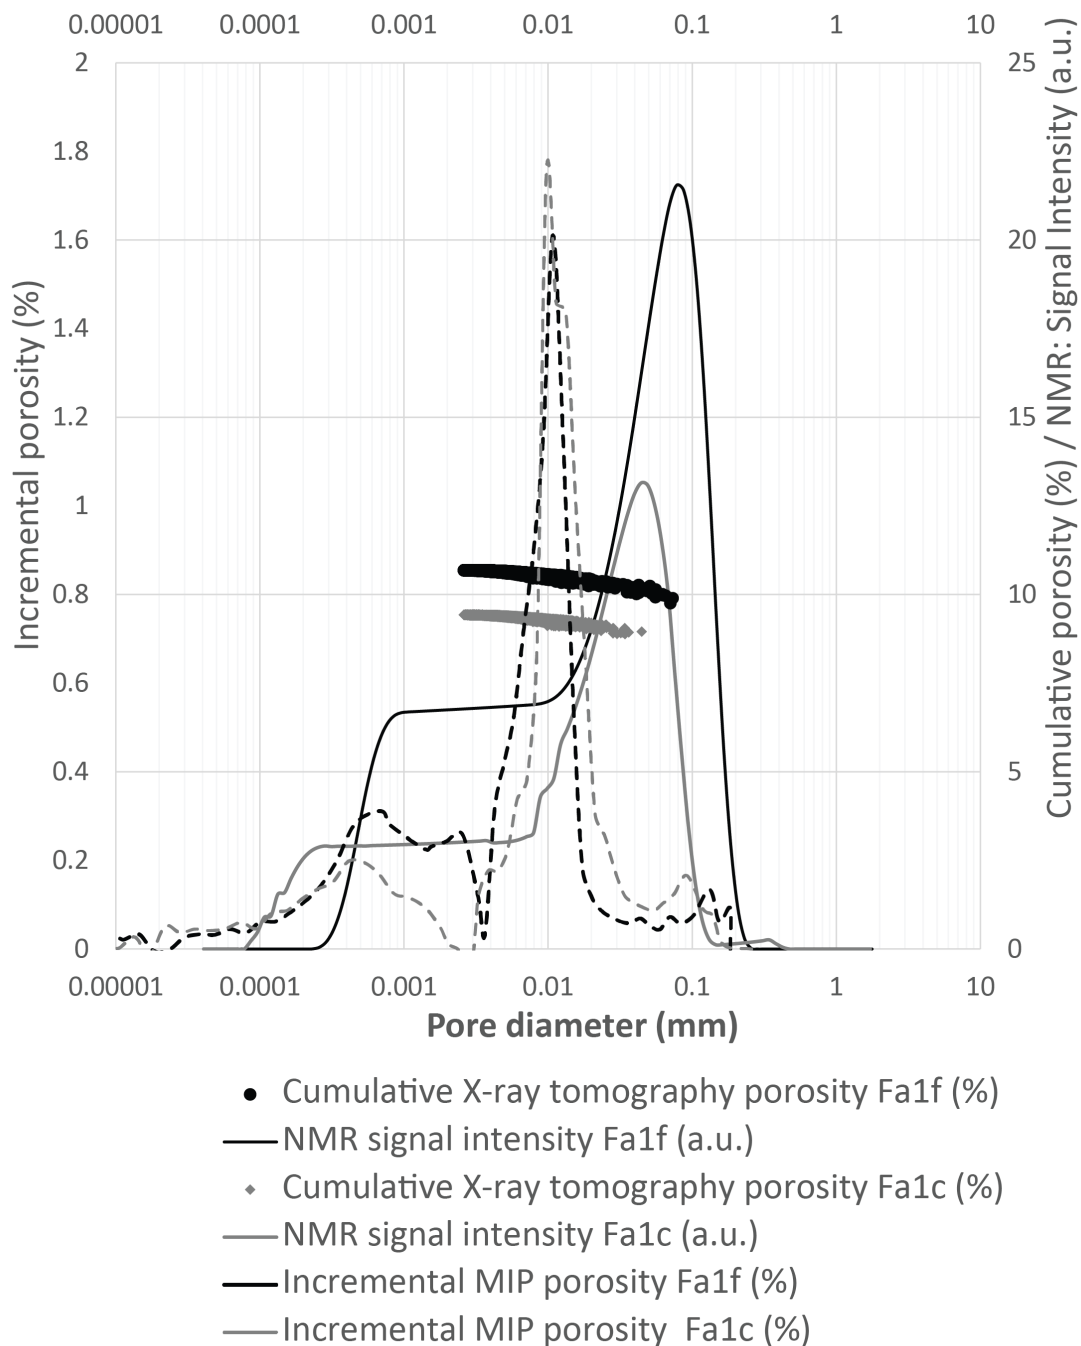 0.00001 0.0001 0.001 0.01 0.1 1 10
2 25
1.8
1.6 20
1.4
1.2 15
1
0.8 10
0.6
0.4 5
0.2
0 0
Incremental porosity (%)
Cumulative porosity (%) / NMR: Signal Intensity (a.u.)
0.00001 0.0001 0.001 0.01 0.1 1 10
Pore diameter (mm)
Cumulative X-ray tomography porosity Fa1f (%)
NMR signal intensity Fa1f (a.u.)
Cumulative X-ray tomography porosity Fa1c (%)
NMR signal intensity Fa1c (a.u.)
Incremental MIP porosity Fa1f (%)
Incremental MIP porosity  Fa1c (%)